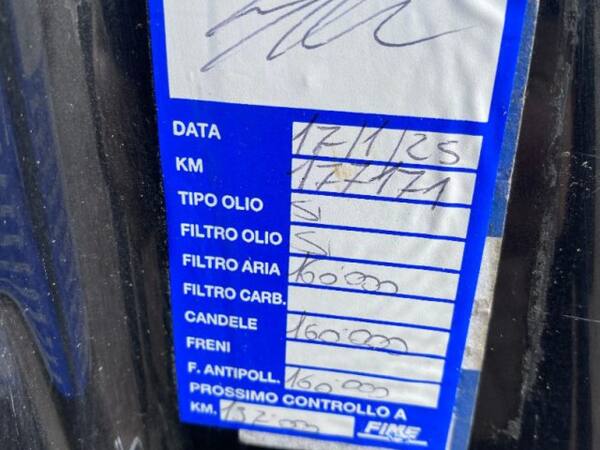 DATA 17/1/25
KM 177171
TIPO OLIO SI
FILTRO OLIO SI
FILTRO ARIA 160.000
FILTRO CARB.
CANDELE 160.000
FRENI
F. ANTIPOLL. 160.000
PROSSIMO CONTROLLO A
KM. 192.000 FIME